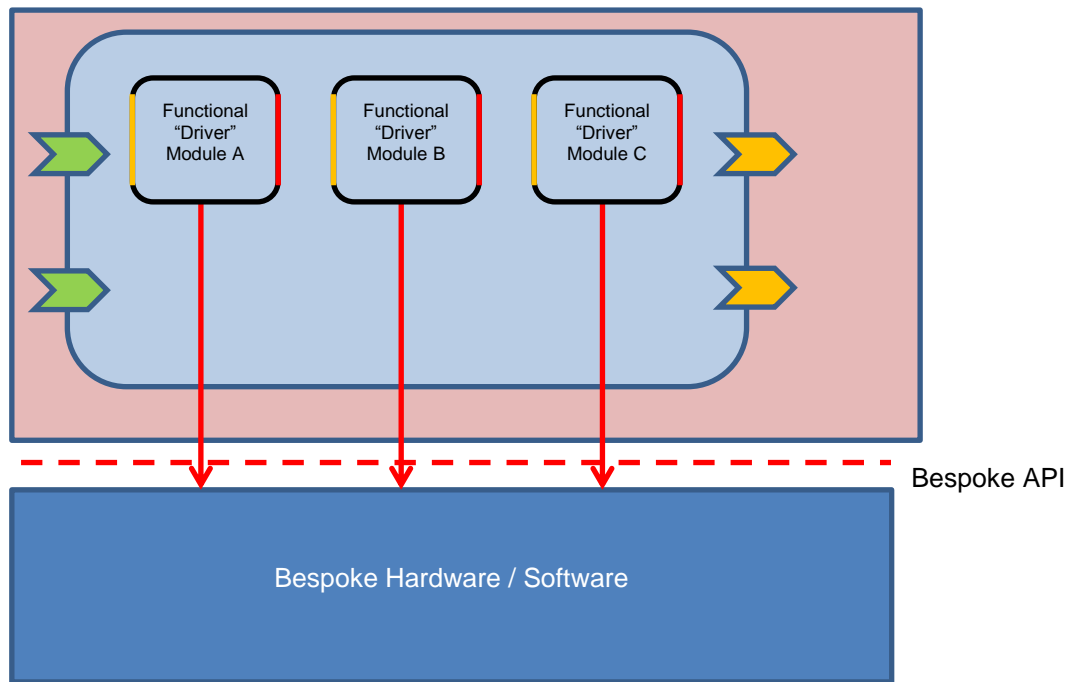 Functional
“Driver”
Module A
Functional
“Driver”
Module B
Functional
“Driver”
Module C
Bespoke API
Bespoke Hardware / Software